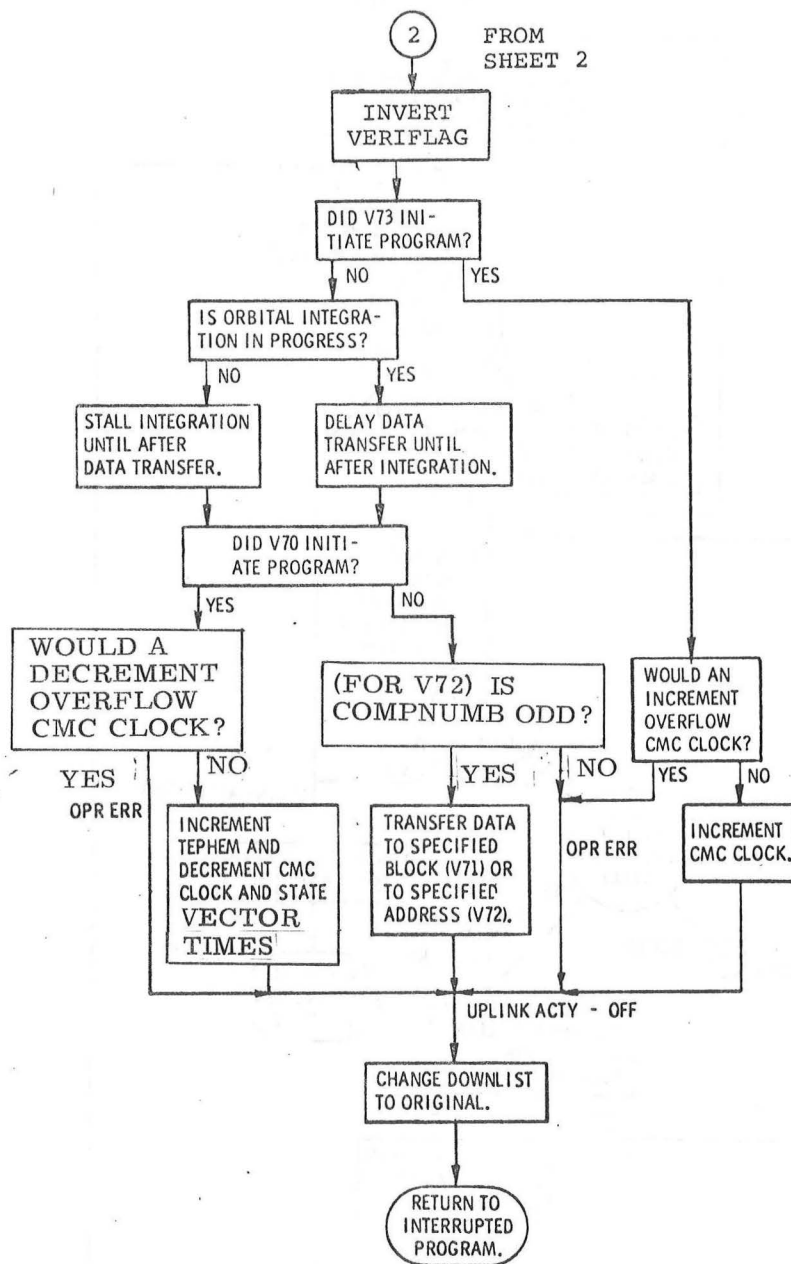 2
FROM
SHEET 2
INVERT
VERIFLAG
DID V73 INI-
TIATE PROGRAM?
NO
YES
IS ORBITAL INTEGRA-
TION IN PROGRESS?
NO
YES
STALL INTEGRATION
UNTIL AFTER
DATA TRANSFER.
DELAY DATA
TRANSFER UNTIL
AFTER INTEGRATION.
DID V70 INITI-
ATE PROGRAM?
YES
NO
WOULD A
DECREMENT
OVERFLOW
CMC CLOCK?
(FOR V72) IS
COMPNUMB ODD?
WOULD AN
INCREMENT
OVERFLOW
CMC CLOCK?
YES
NO
YES
NO
YES
NO
OPR ERR
INCREMENT
TEPHEM AND
DECREMENT CMC
CLOCK AND STATE
VECTOR
TIMES
TRANSFER DATA
TO SPECIFIED
BLOCK (V71) OR
TO SPECIFIED
ADDRESS (V72).
OPR ERR
INCREMENT
CMC CLOCK.
UPLINK ACTY - OFF
CHANGE DOWNLIST
TO ORIGINAL.
RETURN TO
INTERRUPTED
PROGRAM.